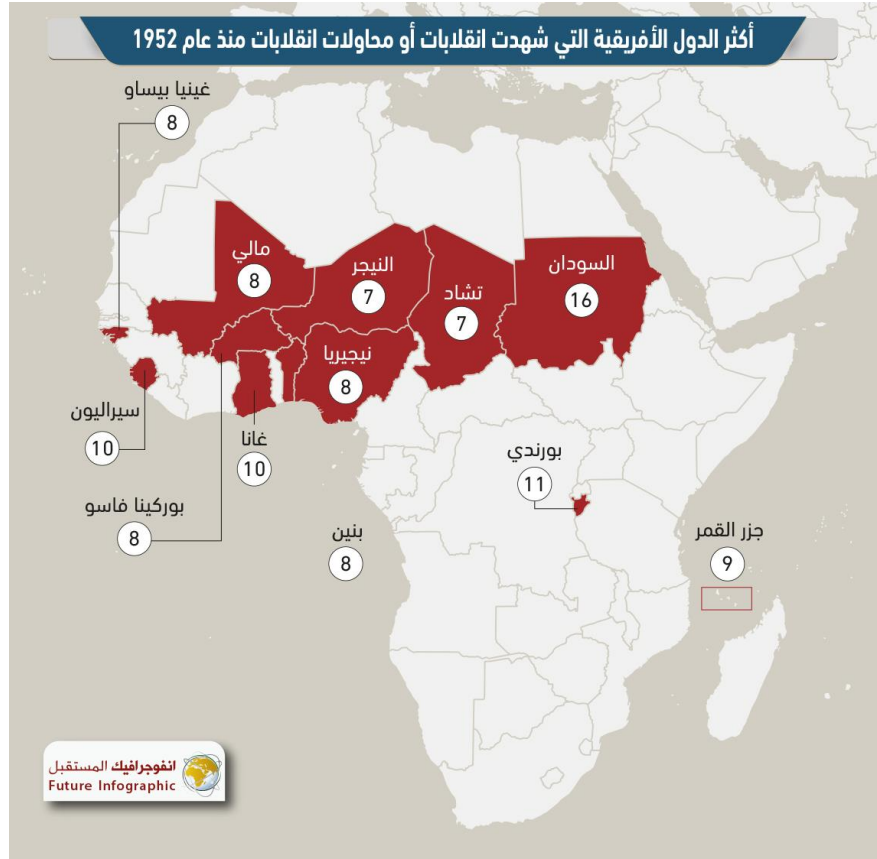 أكثر الدول الأفريقية التي شهدت انقلابات أو محاولات انقلابات منذ عام 1952
غينيا بيساو
8
مالي
8
النيجر
7
تشاد
7
السودان
16
نيجيريا
8
سيراليون
10
غانا
10
بوركينا فاسو
8
بنين
8
بورندي
11
جزر القمر
9
انفوجرافيك المستقبل
Future Infographic